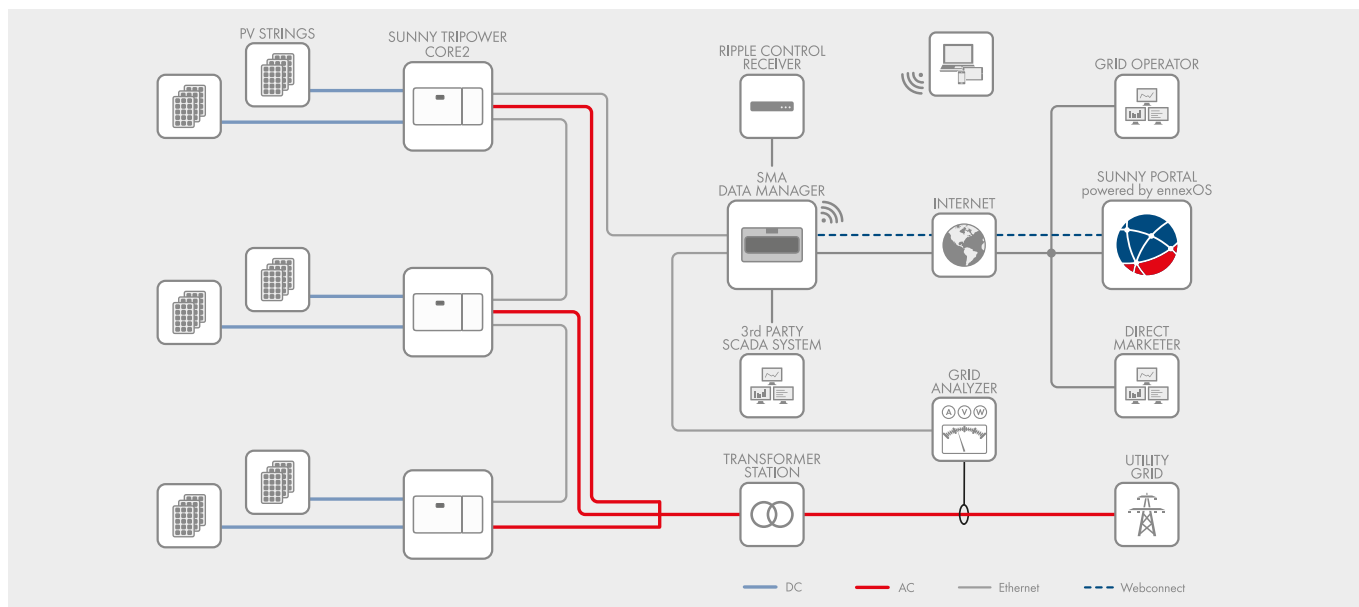 PV STRINGS
SUNNY TRIPOWER
CORE2
RIPPLE CONTROL
RECEIVER
GRID OPERATOR
SMA
DATA MANAGER
INTERNET
SUNNY PORTAL
powered by ennexOS
3rd PARTY
SCADA SYSTEM
GRID
ANALYZER
A V W
DIRECT
MARKETER
TRANSFORMER
STATION
UTILITY
GRID
DC
AC
Ethernet
Webconnect